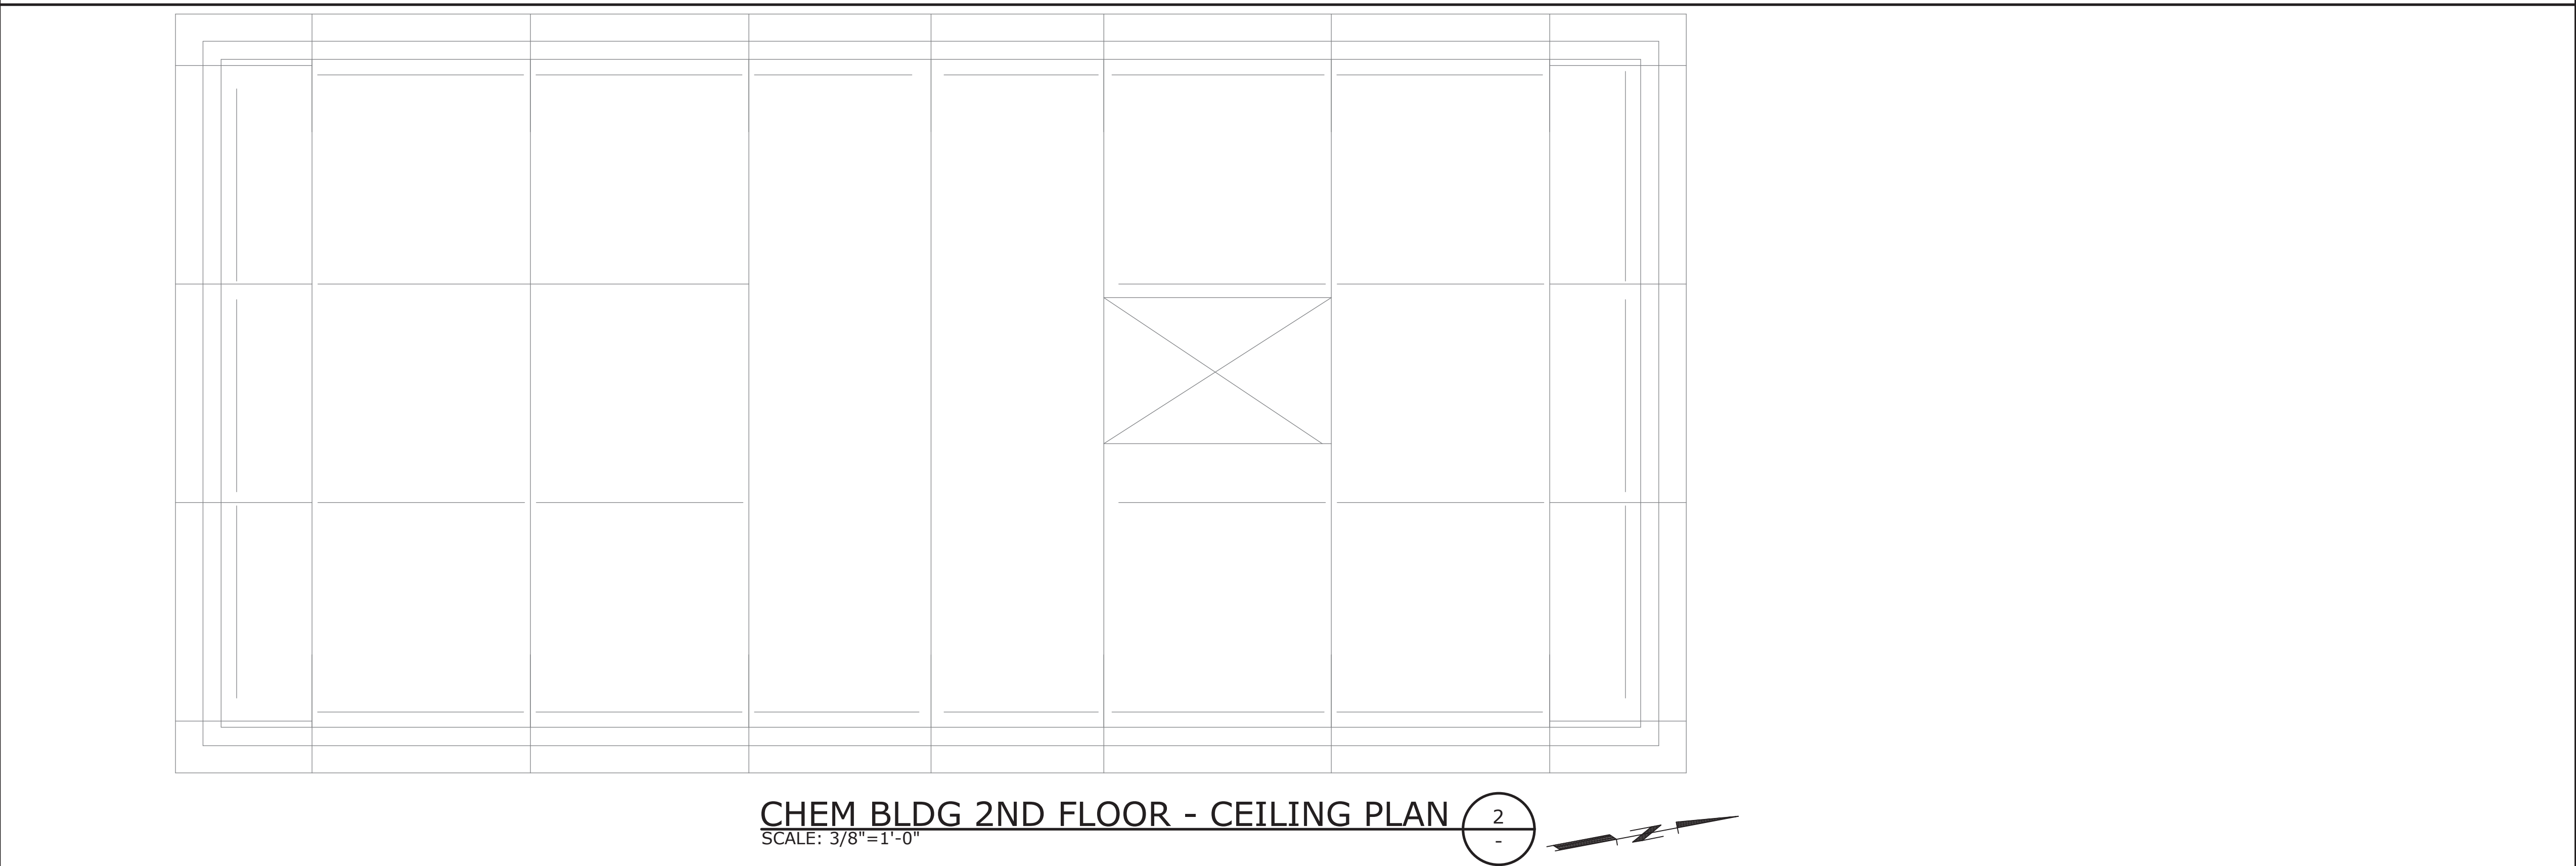 CHEM BLDG 2ND FLOOR - CEILING PLAN
SCALE: 3/8"=1'-0"
2
-
N